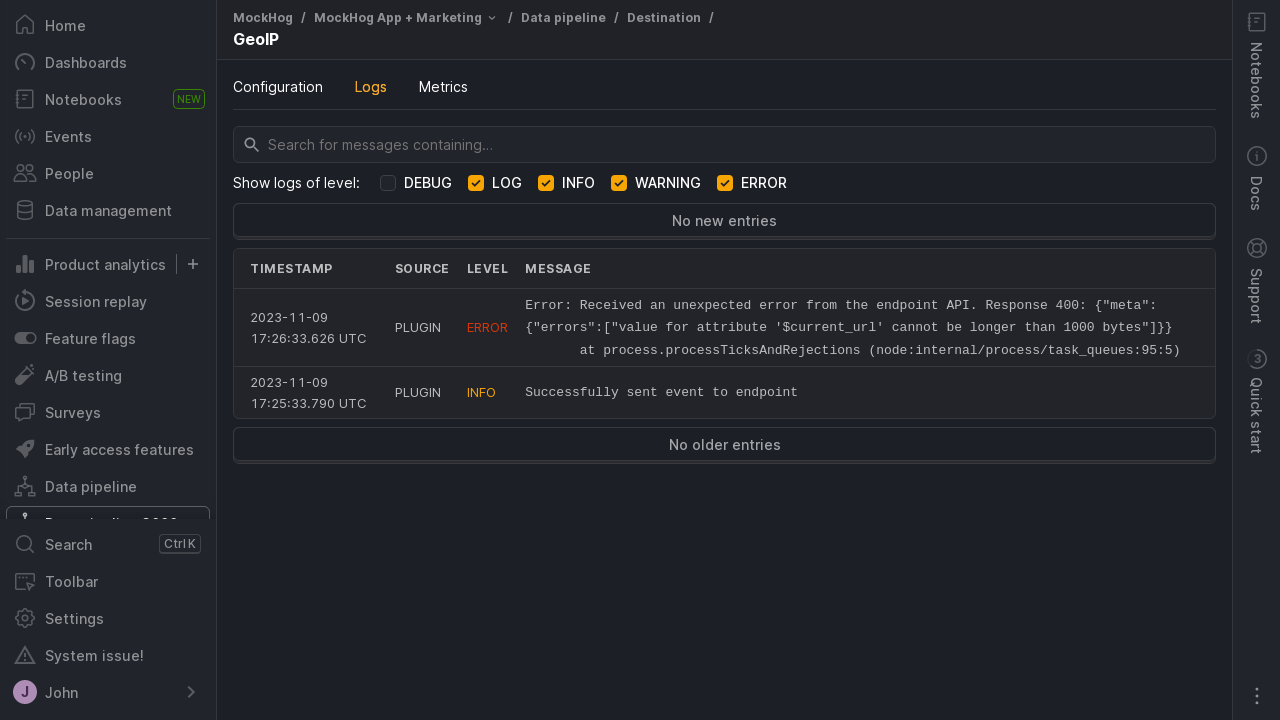 Home
Dashboards
Notebooks NEW
Events
People
Data management
Product analytics
Session replay
Feature flags
A/B testing
Surveys
Early access features
Data pipeline
Search Ctrl K
Toolbar
Settings
System issue!
J John
MockHog / MockHog App + Marketing / Data pipeline / Destination /
GeoIP
Configuration Logs Metrics
Search for messages containing...
Show logs of level: DEBUG LOG INFO WARNING ERROR
No new entries
TIMESTAMP SOURCE LEVEL MESSAGE
2023-11-09
17:26:33.626 UTC
PLUGIN
ERROR
Error: Received an unexpected error from the endpoint API. Response 400: {"meta":
{"errors":["value for attribute '$current_url' cannot be longer than 1000 bytes"]}}
at process.processTicksAndRejections (node:internal/process/task_queues:95:5)
2023-11-09
17:25:33.790 UTC
PLUGIN
INFO
Successfully sent event to endpoint
No older entries
Notebooks
Docs
Support
3
Quick start